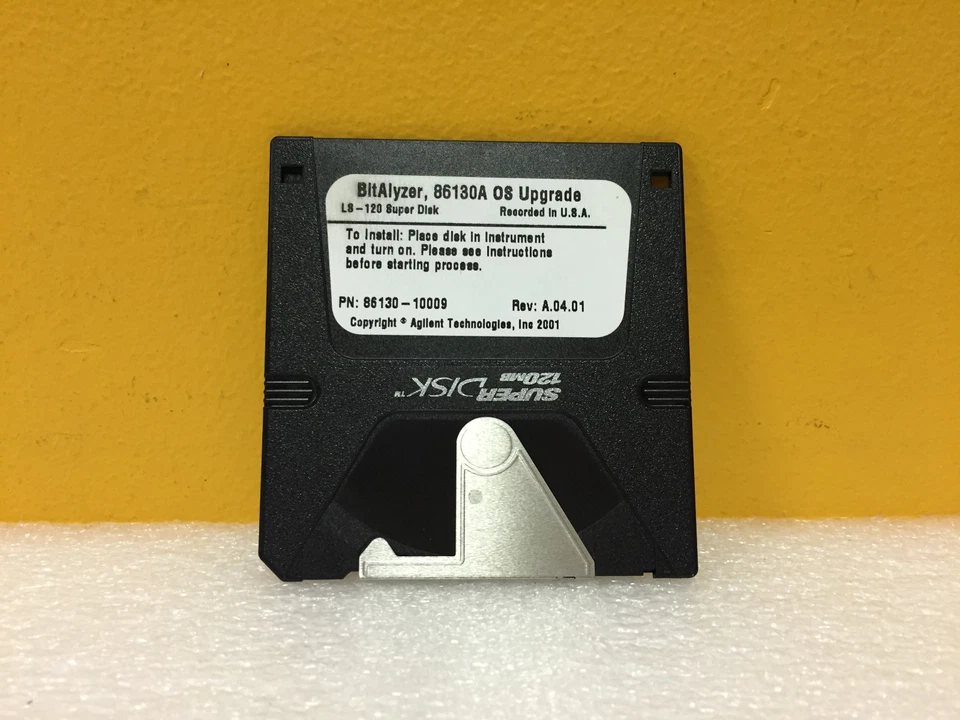 BitAlyzer, 86130A OS Upgrade
LS-120 Super Disk Recorded in U.S.A.
To Install: Place disk in instrument
and turn on. Please see Instructions
before starting process.
PN: 86130-10009 Rev: A.04.01
Copyright © Agilent Technologies, Inc 2001
SUPER DISK™
120MB